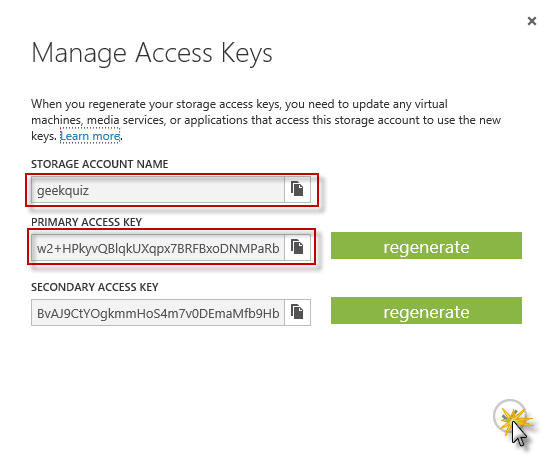 Manage Access Keys
When you regenerate your storage access keys, you need to update any virtual
machines, media services, or applications that access this storage account to use the new
keys. Learn more.
STORAGE ACCOUNT NAME
geekquiz
PRIMARY ACCESS KEY
w2+HPkyvQBlqkUXqpx7BRFBxoDNMPaRb
regenerate
SECONDARY ACCESS KEY
BvAJ9CtYOgkmmHoS4m7v0DEmaMfb9Hb
regenerate